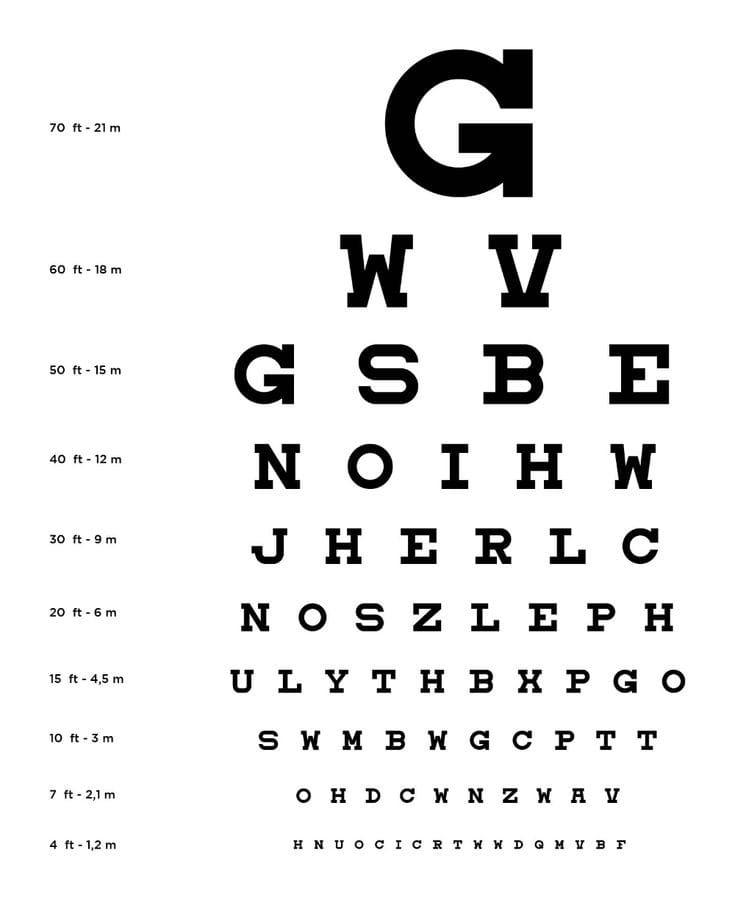 70 ft - 21 m G
60 ft - 18 m W V
50 ft - 15 m G S B E
40 ft - 12 m N O I H W
30 ft - 9 m J H E R L C
20 ft - 6 m N O S Z L E P H
15 ft - 4,5 m U L Y T H B X P G O
10 ft - 3 m S W M B W G C P T T
7 ft - 2,1 m O H D C W N Z W A V
4 ft - 1,2 m H N U O C I C R T W W D Q M V B F